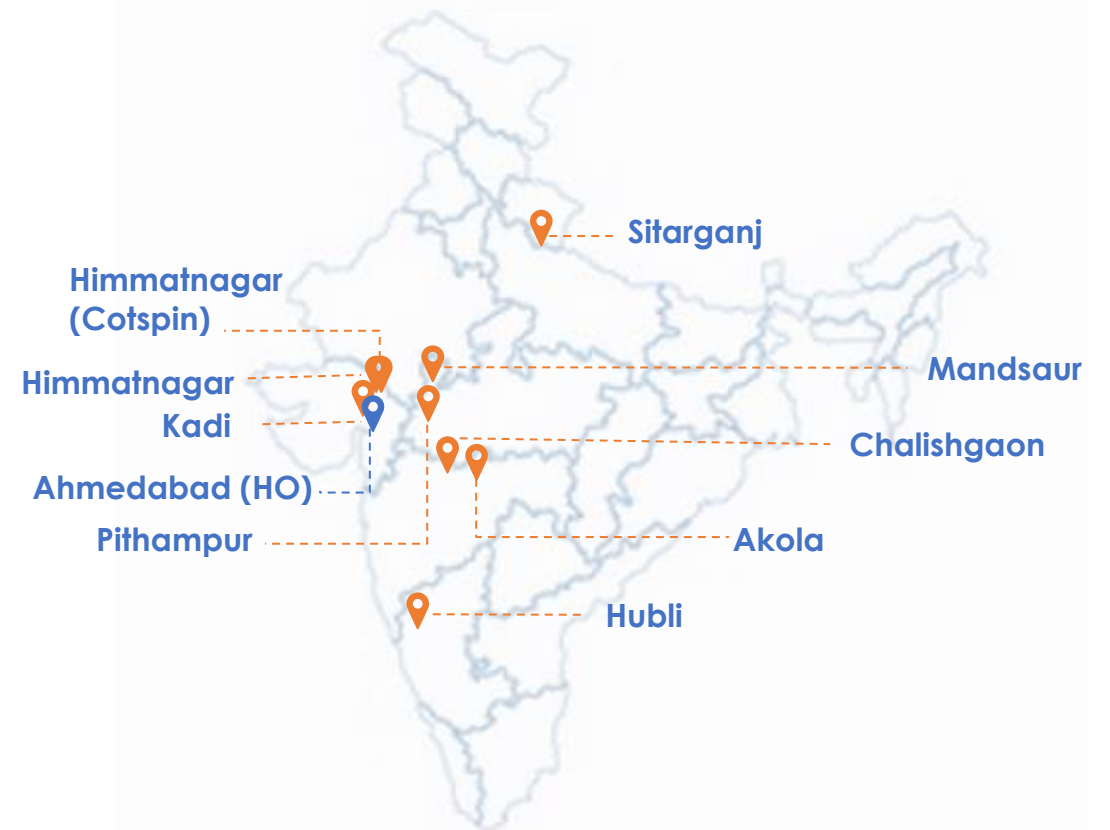 Sitarganj
Himmatnagar
(Cotspin)
Mandsaur
Himmatnagar
Kadi
Chalishgaon
Ahmedabad (HO)
Pithampur
Akola
Hubli